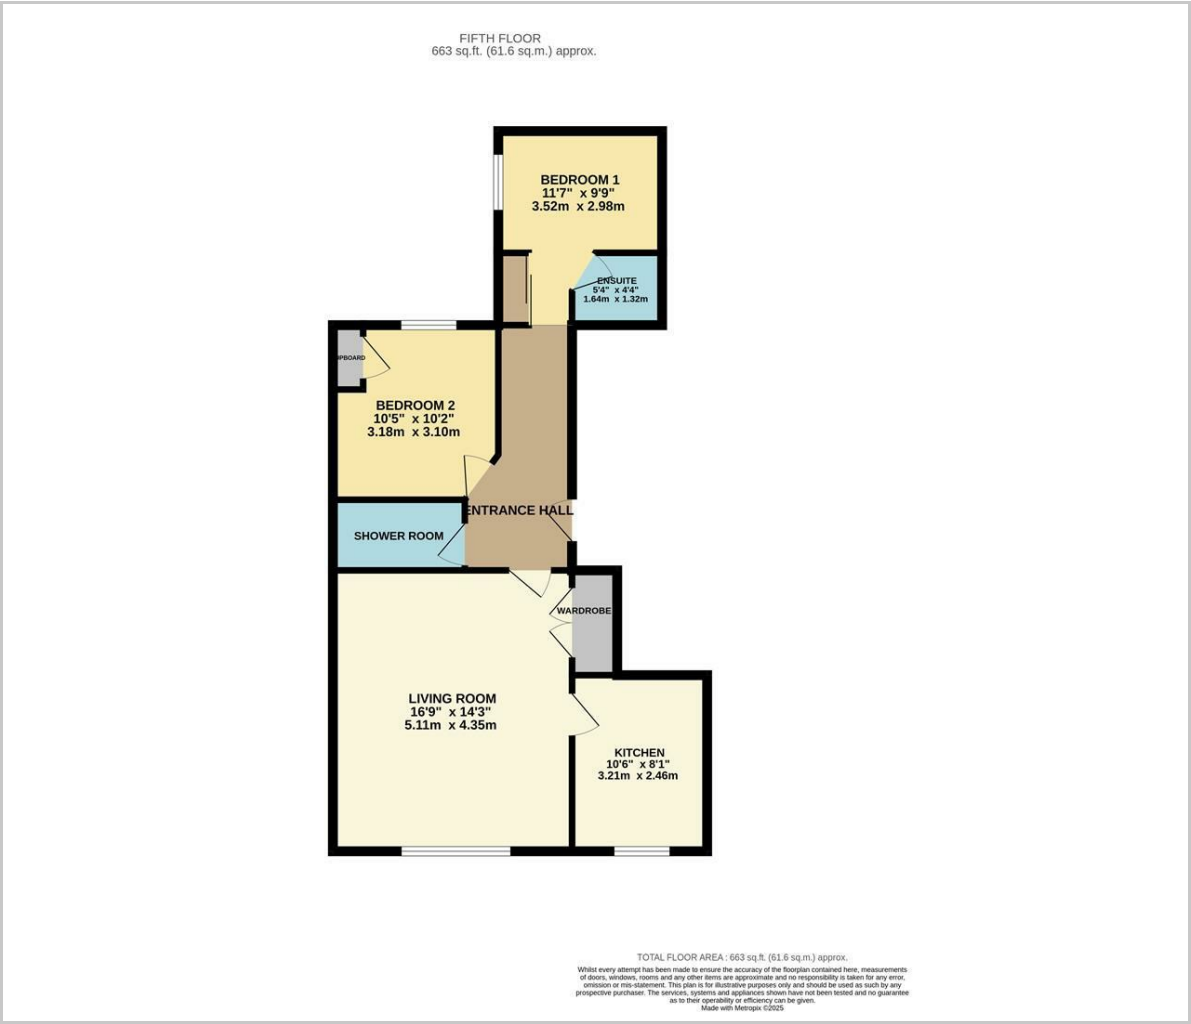 FIFTH FLOOR
663 sq.ft. (61.6 sq.m.) approx.
BEDROOM 1
11'7" x 9'9"
3.52m x 2.98m
ENSUITE
5'4" x 4'4"
1.64m x 1.32m
UPBOARD
BEDROOM 2
10'5" x 10'2"
3.18m x 3.10m
ENTRANCE HALL
SHOWER ROOM
WARDROBE
LIVING ROOM
16'9" x 14'3"
5.11m x 4.35m
KITCHEN
10'6" x 8'1"
3.21m x 2.46m
TOTAL FLOOR AREA : 663 sq.ft. (61.6 sq.m.) approx.
Whilst every attempt has been made to ensure the accuracy of the floorplan contained here, measurements
of doors, windows, rooms and any other items are approximate and no responsibility is taken for any error,
omission or mis-statement. This plan is for illustrative purposes only and should be used as such by any
prospective purchaser. The services, systems and appliances shown have not been tested and no guarantee
as to their operability or efficiency can be given.
Made with Metropix ©2025